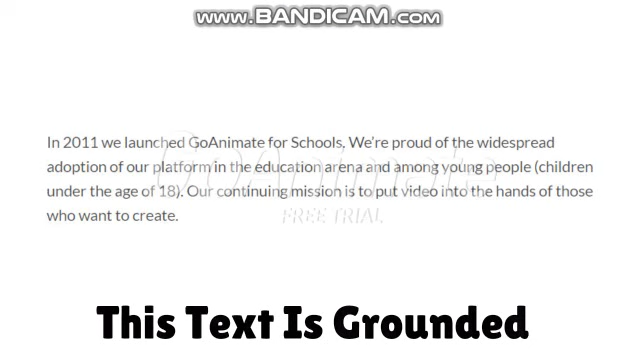 www.BANDICAM.com
In 2011 we launched GoAnimate for Schools. We're proud of the widespread
adoption of our platform in the education arena and among young people (children
under the age of 18). Our continuing mission is to put video into the hands of those
who want to create.
GoAnimate
FREE TRIAL
This Text Is Grounded